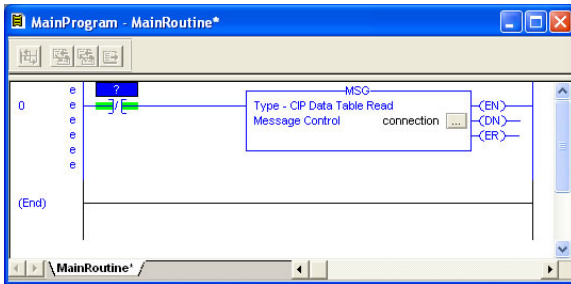 MainProgram - MainRoutine*
e
?
MSG
0
e
Type - CIP Data Table Read
(EN)
e
Message Control
connection
...
(DN)
e
(ER)
e
e
(End)
MainRoutine*